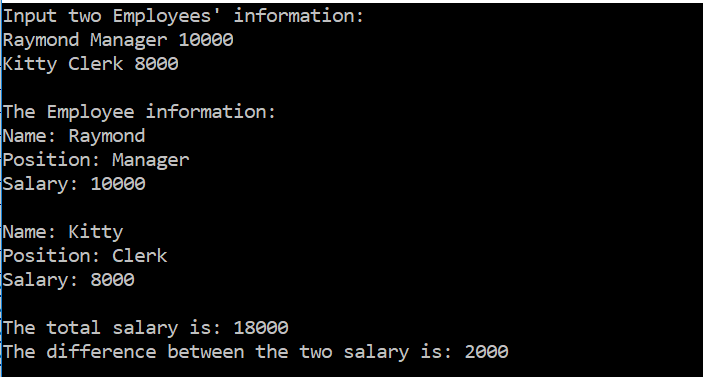 Input two Employees' information:
Raymond Manager 10000
Kitty Clerk 8000
The Employee information:
Name: Raymond
Position: Manager
Salary: 10000
Name: Kitty
Position: Clerk
Salary: 8000
The total salary is: 18000
The difference between the two salary is: 2000